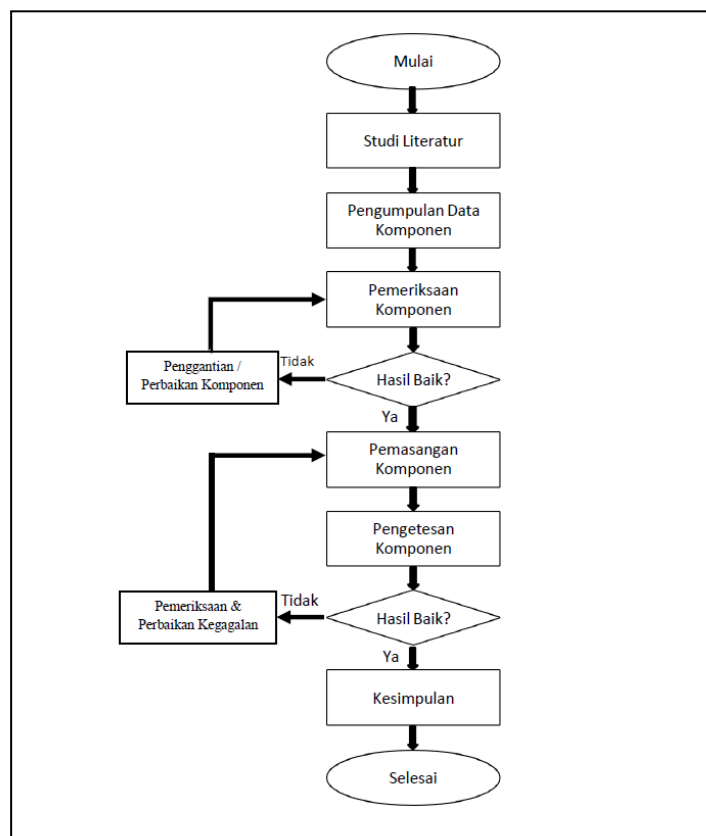 Mulai
Studi Literatur
Pengumpulan Data
Komponen
Pemeriksaan
Komponen
Penggantian /
Perbaikan Komponen
Tidak
Hasil Baik?
Ya
Pemasangan
Komponen
Pengetesan
Komponen
Pemeriksaan &
Perbaikan Kegagalan
Tidak
Hasil Baik?
Ya
Kesimpulan
Selesai